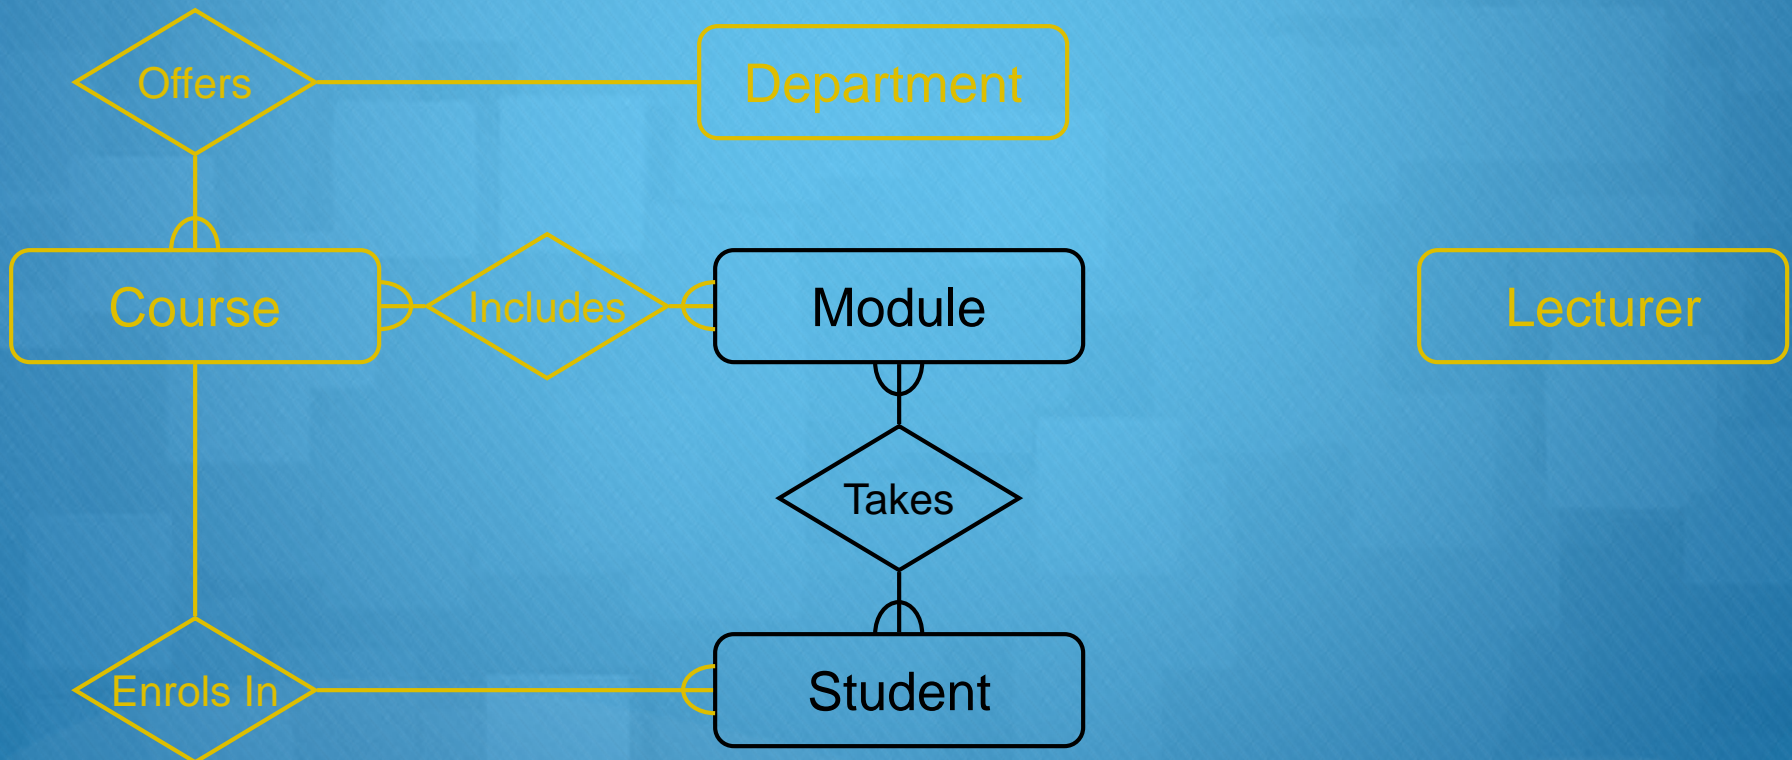 Offers
Department
Course
Includes
Module
Lecturer
Takes
Enrols In
Student